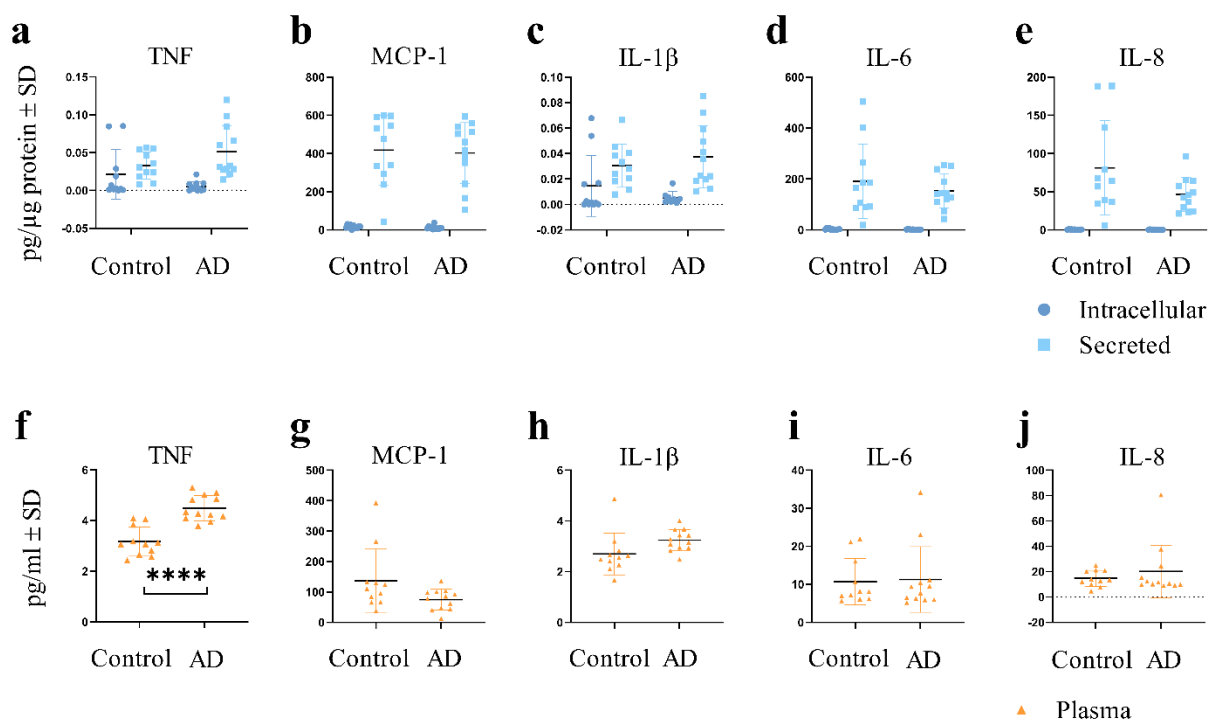 a b c d e
TNF MCP-1 IL-1β IL-6 IL-8
pg/μg protein ± SD
0.15 0.10 0.05 0.00 -0.05
800 600 400 200 0
0.10 0.08 0.06 0.04 0.02 0.00 -0.02
600 400 200 0
200 150 100 50 0
Control AD Control AD Control AD Control AD Control AD
Intracellular
Secreted
f g h i j
TNF MCP-1 IL-1β IL-6 IL-8
pg/ml ± SD
6 4 2 0
500 400 300 200 100 0
6 4 2 0
40 30 20 10 0
100 80 60 40 20 0 -20
****
Control AD Control AD Control AD Control AD Control AD
Plasma